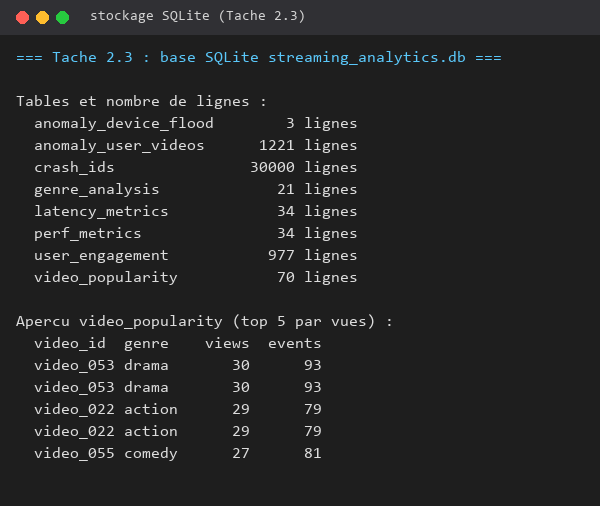 stockage SQLite (Tache 2.3)
=== Tache 2.3 : base SQLite streaming_analytics.db ===
Tables et nombre de lignes :
anomaly_device_flood 3 lignes
anomaly_user_videos 1221 lignes
crash_ids 30000 lignes
genre_analysis 21 lignes
latency_metrics 34 lignes
perf_metrics 34 lignes
user_engagement 977 lignes
video_popularity 70 lignes
Apercu video_popularity (top 5 par vues) :
video_id genre views events
video_053 drama 30 93
video_053 drama 30 93
video_022 action 29 79
video_022 action 29 79
video_055 comedy 27 81